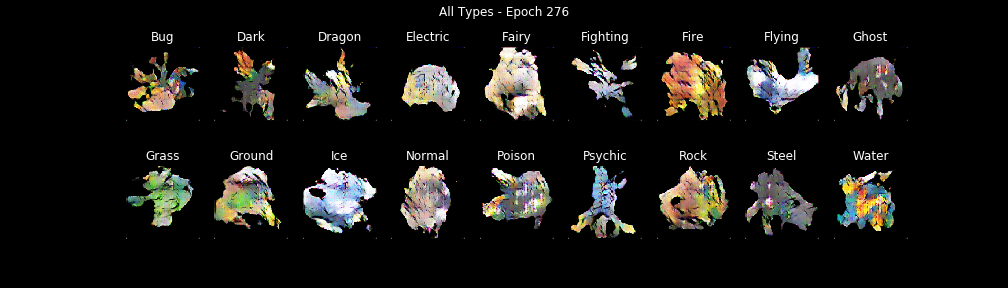 All Types - Epoch 276
Bug Dark Dragon Electric Fairy Fighting Fire Flying Ghost
Grass Ground Ice Normal Poison Psychic Rock Steel Water